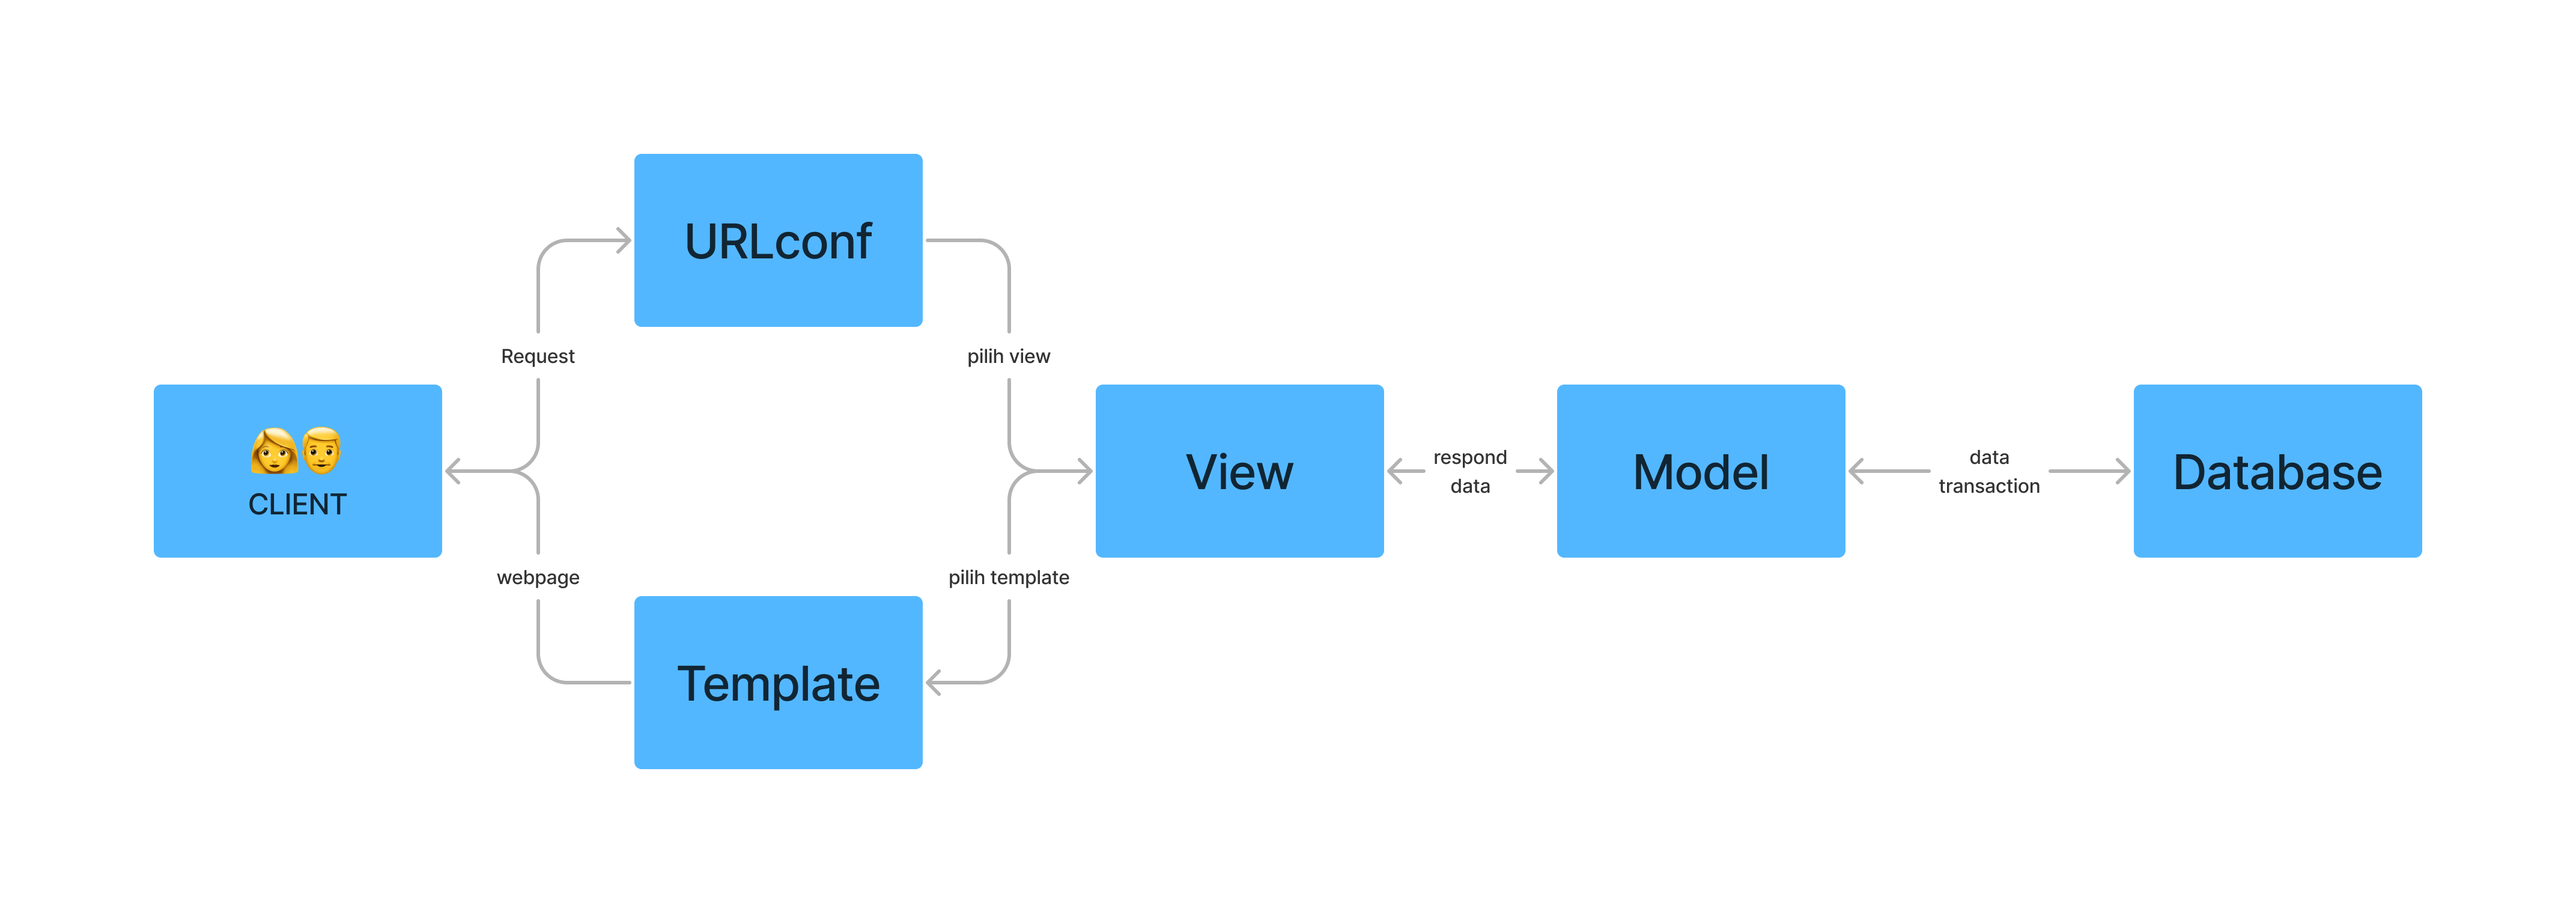 URLconf
Request
pilih view
CLIENT
View
respond
data
Model
data
transaction
Database
webpage
pilih template
Template